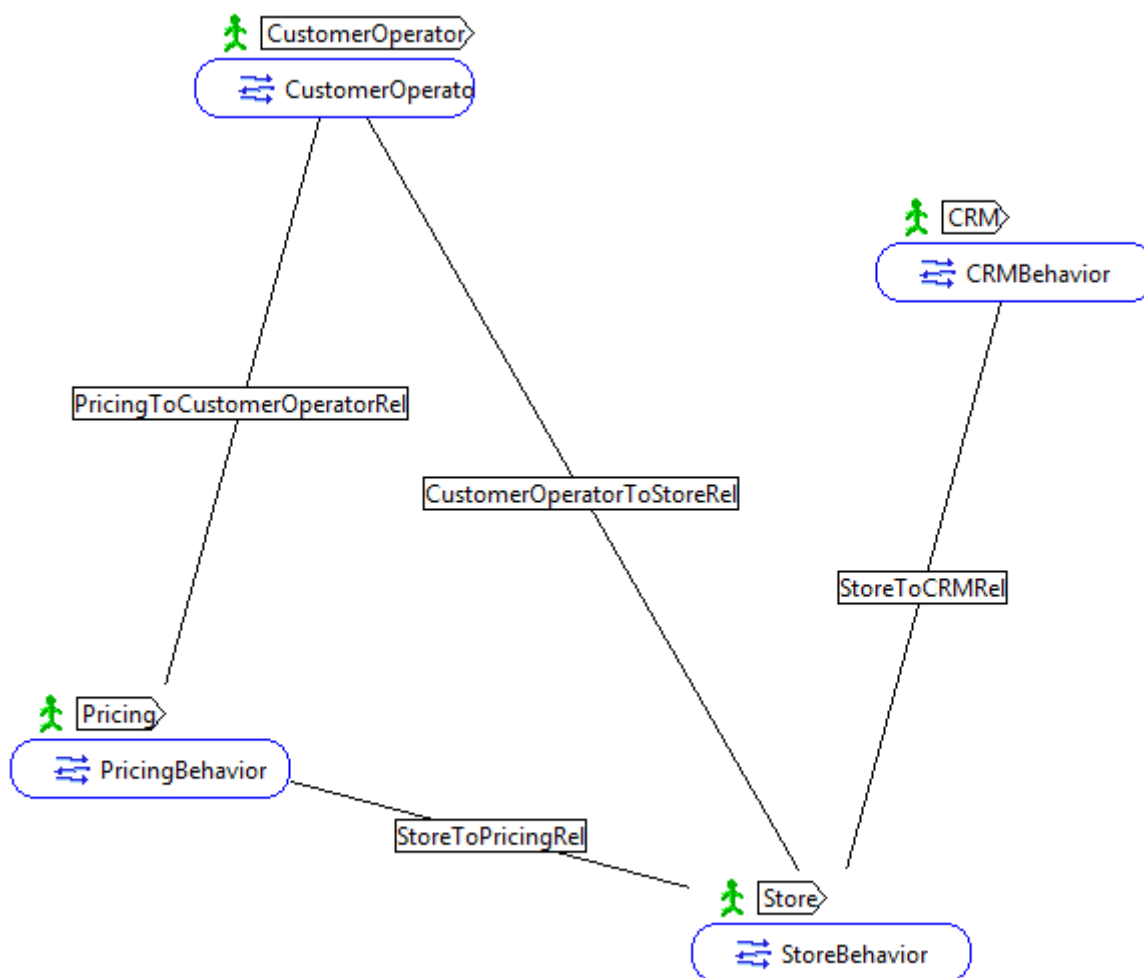 CustomerOperator
CustomerOperato
CRM
CRMBehavior
PricingToCustomerOperatorRel
CustomerOperatorToStoreRel
StoreToCRMRel
Pricing
PricingBehavior
StoreToPricingRel
Store
StoreBehavior